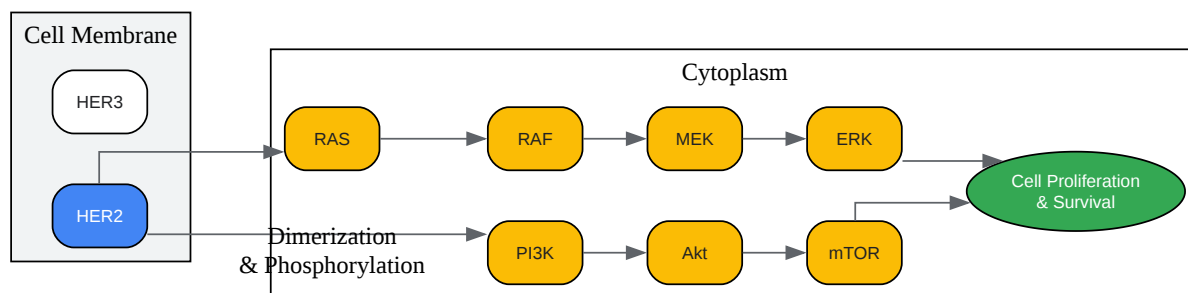 Cell Membrane
HER3
HER2
Cytoplasm
RAS
RAF
MEK
ERK
Cell Proliferation
& Survival
Dimerization
& Phosphorylation
PI3K
Akt
mTOR